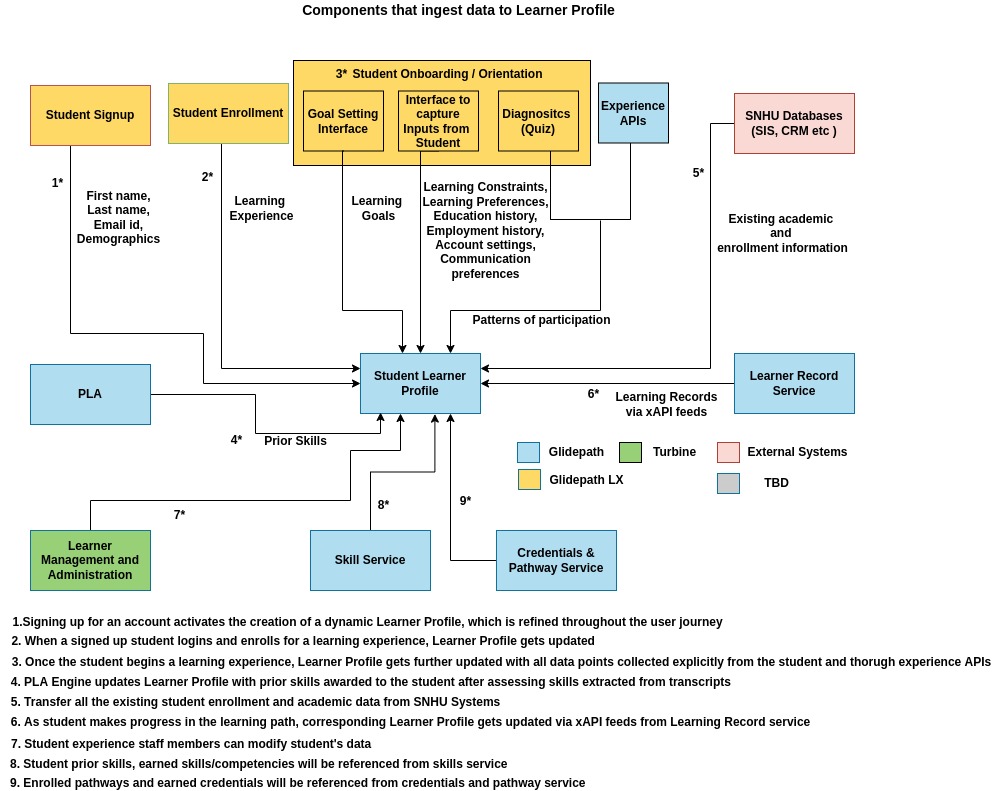 Components that ingest data to Learner Profile
3* Student Onboarding / Orientation
Student Signup
Student Enrollment
Goal Setting
Interface
Interface to
capture
Inputs from
Student
Diagnositcs
(Quiz)
Experience
APIs
SNHU Databases
(SIS, CRM etc )
1*
First name,
Last name,
Email id,
Demographics
2*
Learning
Experience
Learning
Goals
Learning Constraints,
Learning Preferences,
Education history,
Employment history,
Account settings,
Communication
preferences
5*
Existing academic
and
enrollment information
Patterns of participation
Student Learner
Profile
PLA
4*
Prior Skills
Learner Record
Service
6*
Learning Records
via xAPI feeds
Glidepath
Turbine
External Systems
Glidepath LX
TBD
7*
8*
9*
Learner
Management and
Administration
Skill Service
Credentials &
Pathway Service
1.Signing up for an account activates the creation of a dynamic Learner Profile, which is refined throughout the user journey
2. When a signed up student logins and enrolls for a learning experience, Learner Profile gets updated
3. Once the student begins a learning experience, Learner Profile gets further updated with all data points collected explicitly from the student and thorugh experience APIs
4. PLA Engine updates Learner Profile with prior skills awarded to the student after assessing skills extracted from transcripts
5. Transfer all the existing student enrollment and academic data from SNHU Systems
6. As student makes progress in the learning path, corresponding Learner Profile gets updated via xAPI feeds from Learning Record service
7. Student experience staff members can modify student's data
8. Student prior skills, earned skills/competencies will be referenced from skills service
9. Enrolled pathways and earned credentials will be referenced from credentials and pathway service